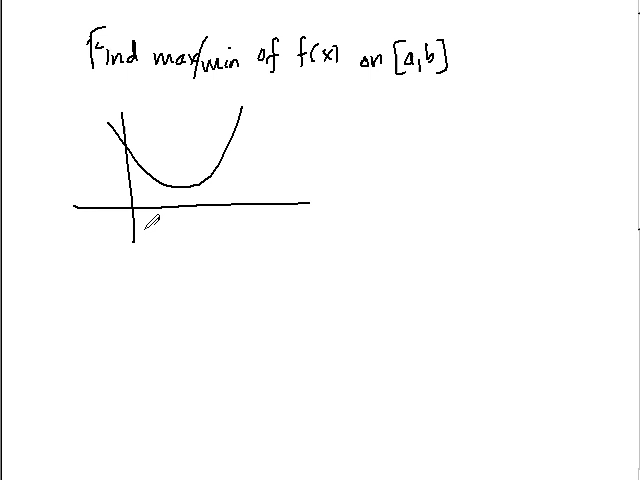 Find max/min of f(x) on [a,b]